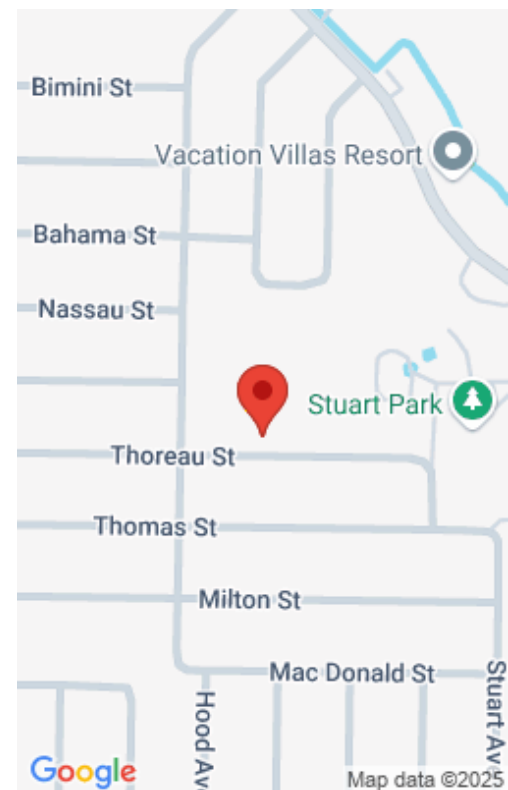 Bimini St
Vacation Villas Resort
Bahama St
Nassau St
Stuart Park
Thoreau St
Thomas St
Milton St
Mac Donald St
Stuart Ave
Hood Av
Google
Map data ©2025